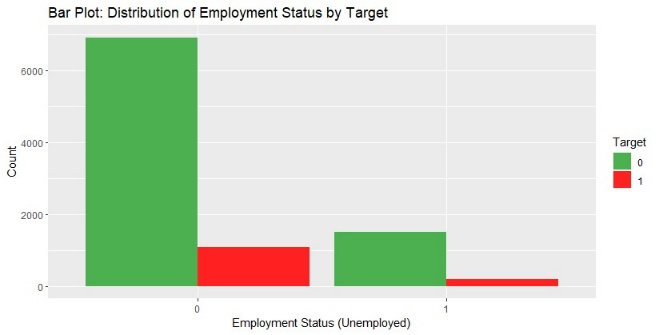 Bar Plot: Distribution of Employment Status by Target
6000
4000
2000
0
Count
0
1
Employment Status (Unemployed)
Target
0
1